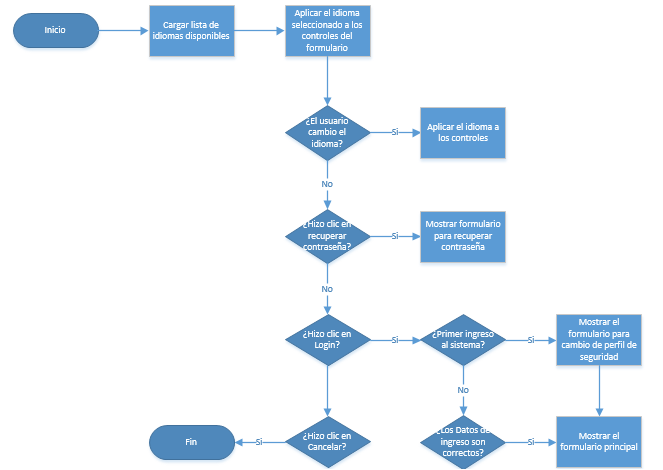 Inicio
Cargar lista de
idiomas disponibles
Aplicar el idioma
seleccionado a los
controles del
formulario
¿El usuario
cambio el
idioma?
Si
Aplicar el idioma a
los controles
No
¿Hizo clic en
recuperar
contraseña?
Si
Mostrar formulario
para recuperar
contraseña
No
¿Hizo clic en
Login?
Si
¿Primer ingreso
al sistema?
Si
Mostrar el
formulario para
cambio de perfil de
seguridad
No
Fin
Si
¿Hizo clic en
Cancelar?
¿Los Datos de
ingreso son
correctos?
Si
Mostrar el
formulario principal